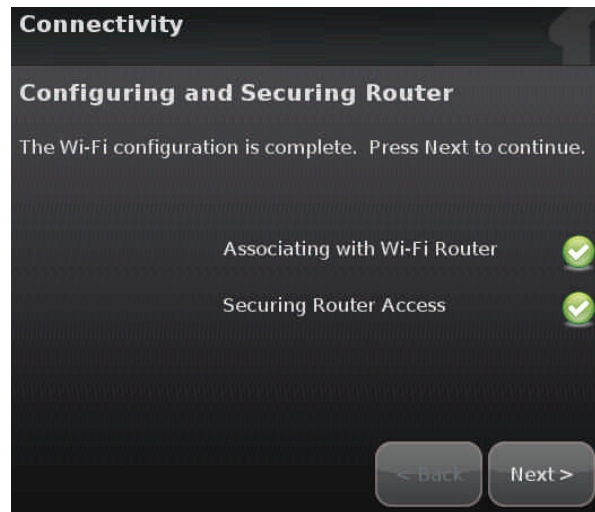 Connectivity
Configuring and Securing Router
The Wi-Fi configuration is complete. Press Next to continue.
Associating with Wi-Fi Router
Securing Router Access
< Back
Next >